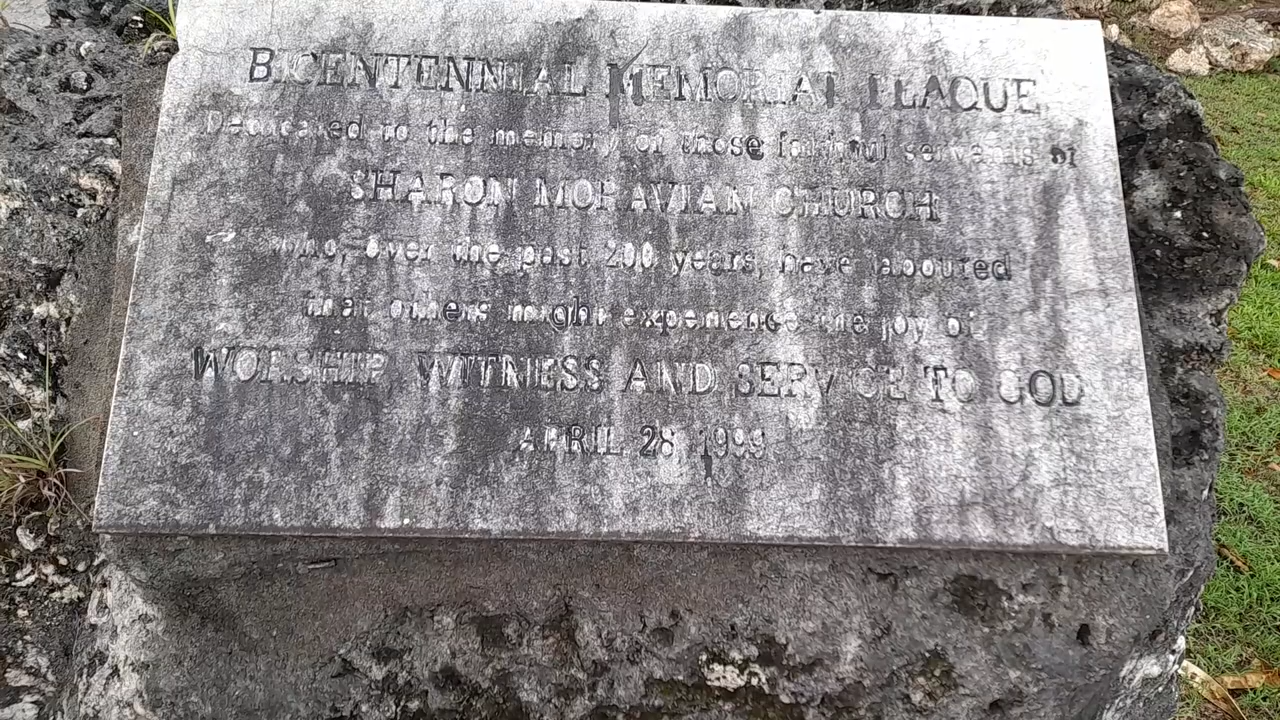 BICENTENNIAL MEMORIAL PLAQUE
Dedicated to the memory of those faithful servants of
SHARON MORAVIAN CHURCH
who, over the past 200 years, have laboured
that others might experience the joy of
WORSHIP, WITNESS AND SERVICE TO GOD
APRIL 28 1999